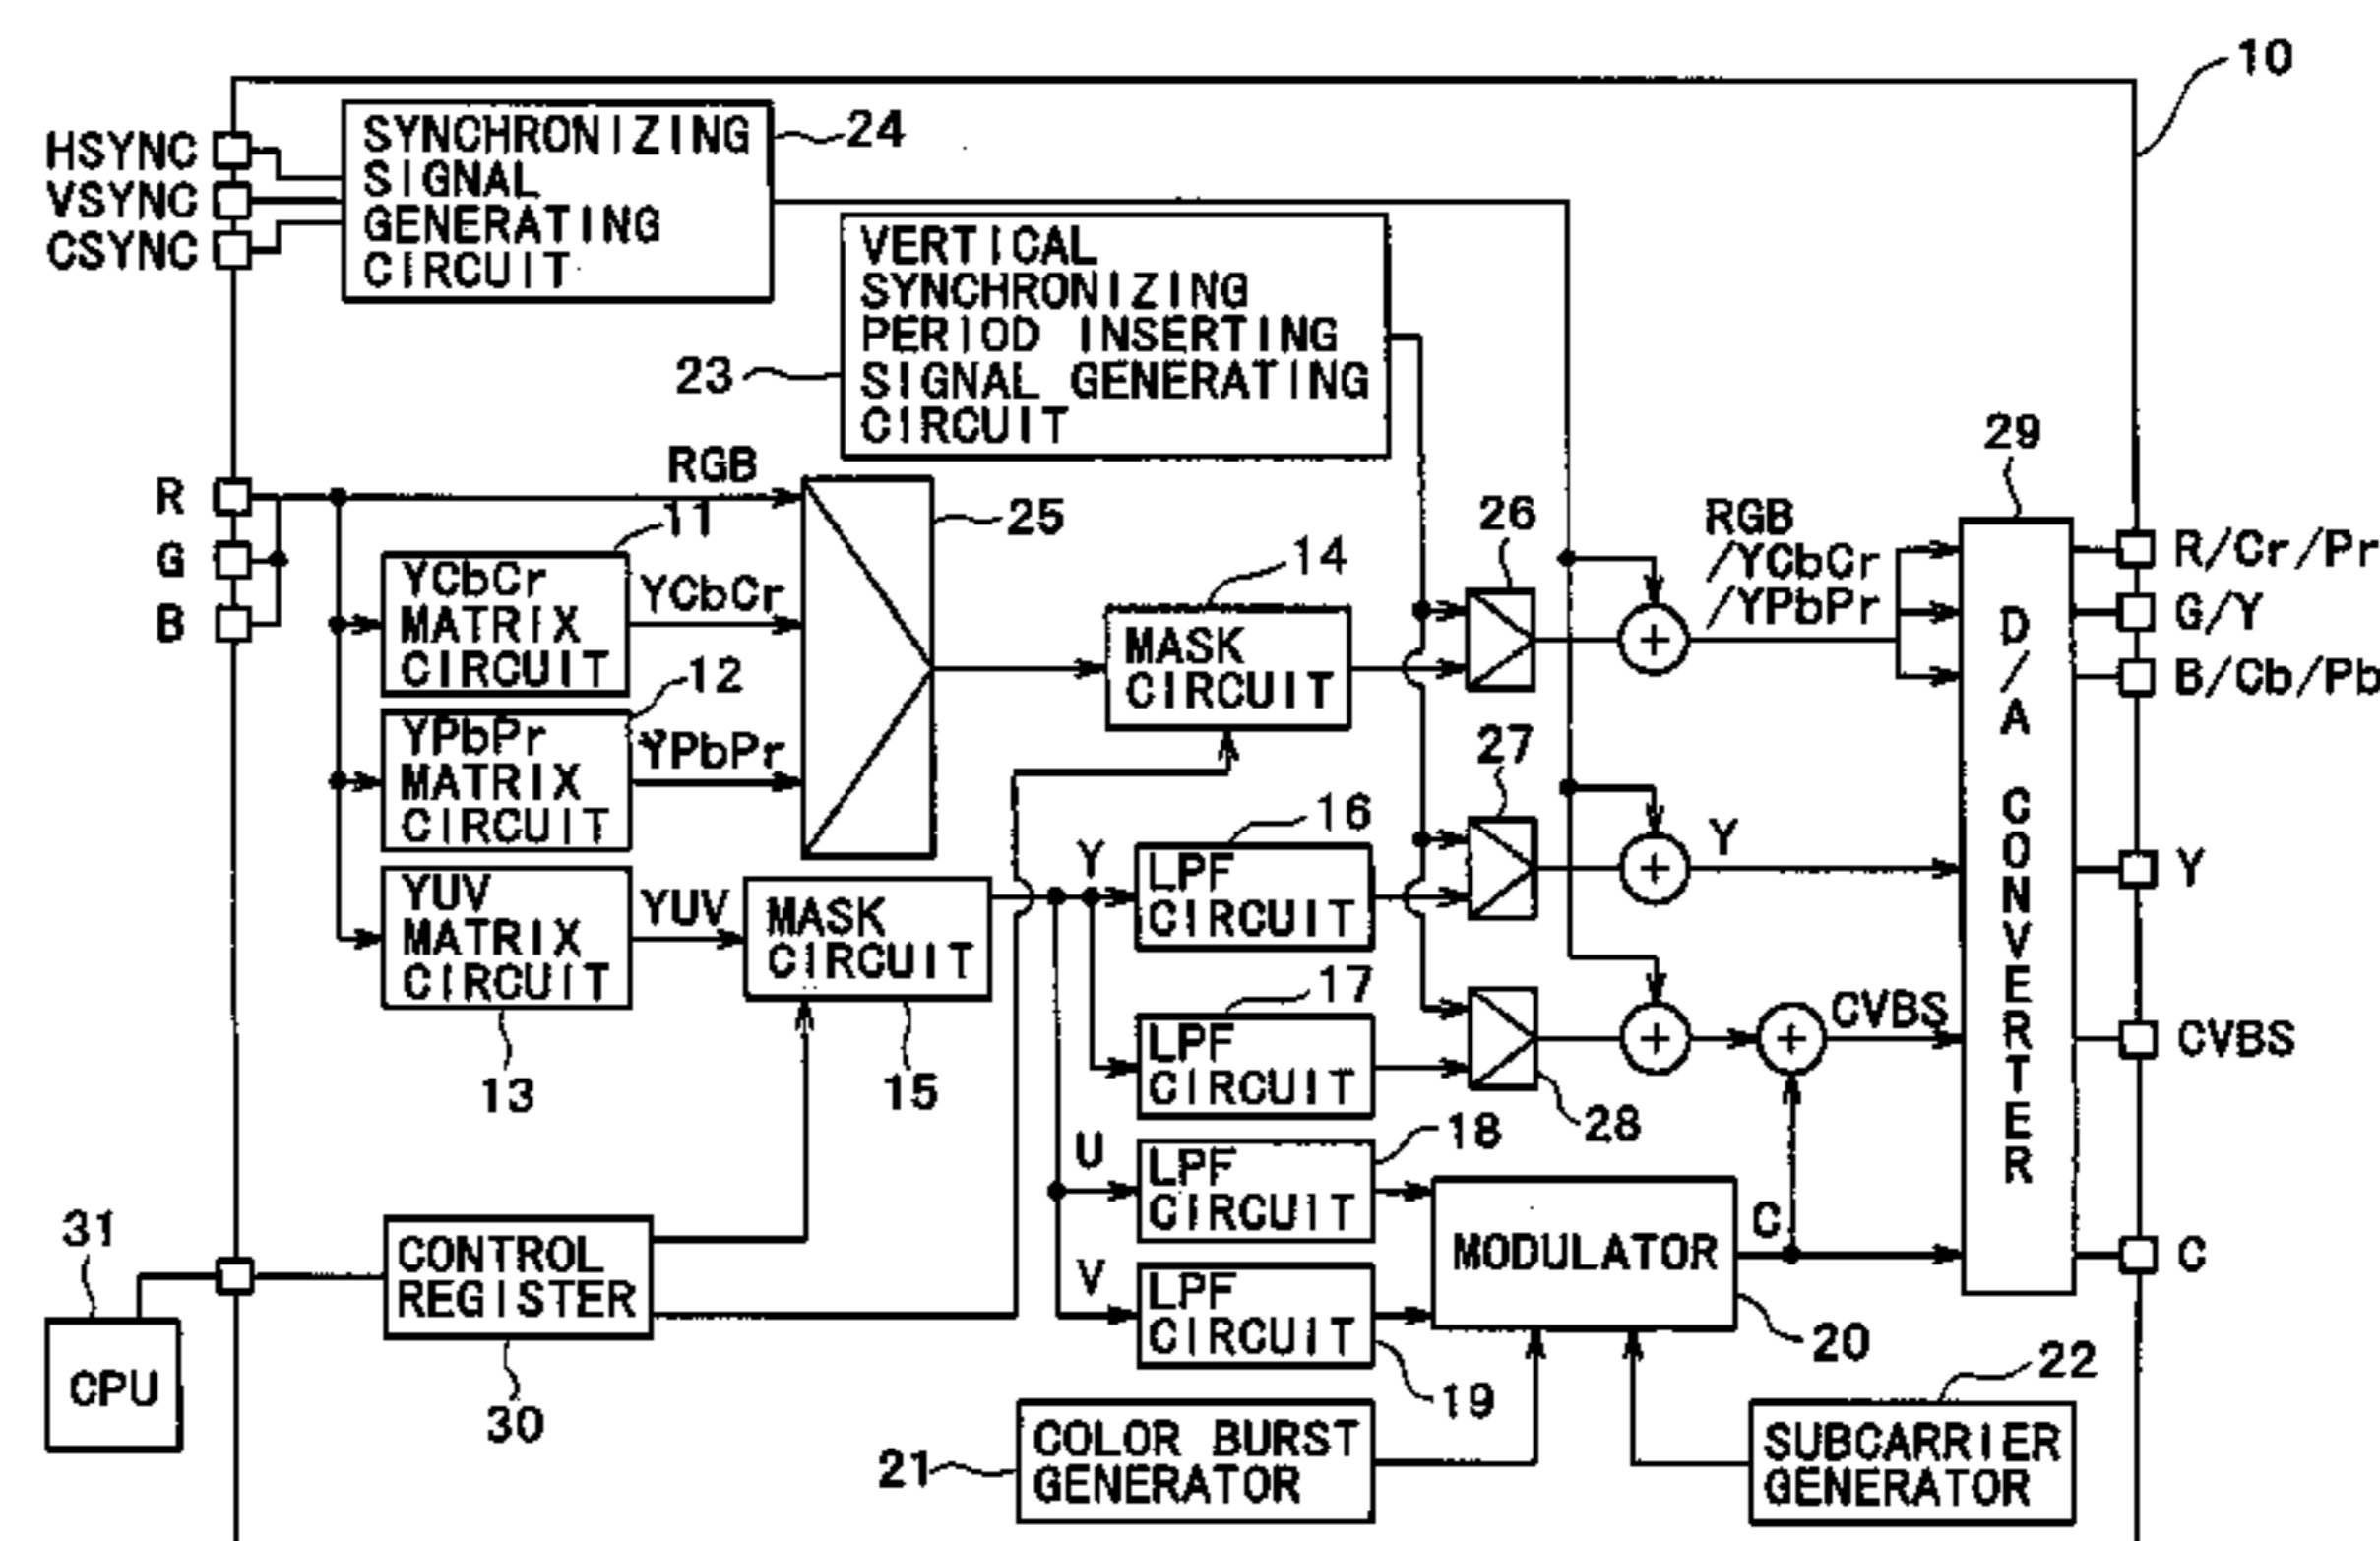 10
HSYNC
VSYNC
CSYNC
SYNCHRONIZING
SIGNAL
GENERATING
CIRCUIT
24
VERTICAL
SYNCHRONIZING
PERIOD INSERTING
SIGNAL GENERATING
CIRCUIT
23
R
G
B
RGB
11
YCbCr
MATRIX
CIRCUIT
YCbCr
12
YPbPr
MATRIX
CIRCUIT
YPbPr
YUV
MATRIX
CIRCUIT
YUV
13
25
14
MASK
CIRCUIT
MASK
CIRCUIT
15
26
+
RGB
/YCbCr
/YPbPr
29
D/A CONVERTER
R/Cr/Pr
G/Y
B/Cb/Pb
Y
16
LPF
CIRCUIT
27
+
Y
Y
17
LPF
CIRCUIT
28
+
+
CVBS
CVBS
U
18
LPF
CIRCUIT
V
LPF
CIRCUIT
19
MODULATOR
20
C
C
31
CPU
CONTROL
REGISTER
30
21
COLOR BURST
GENERATOR
22
SUBCARRIER
GENERATOR